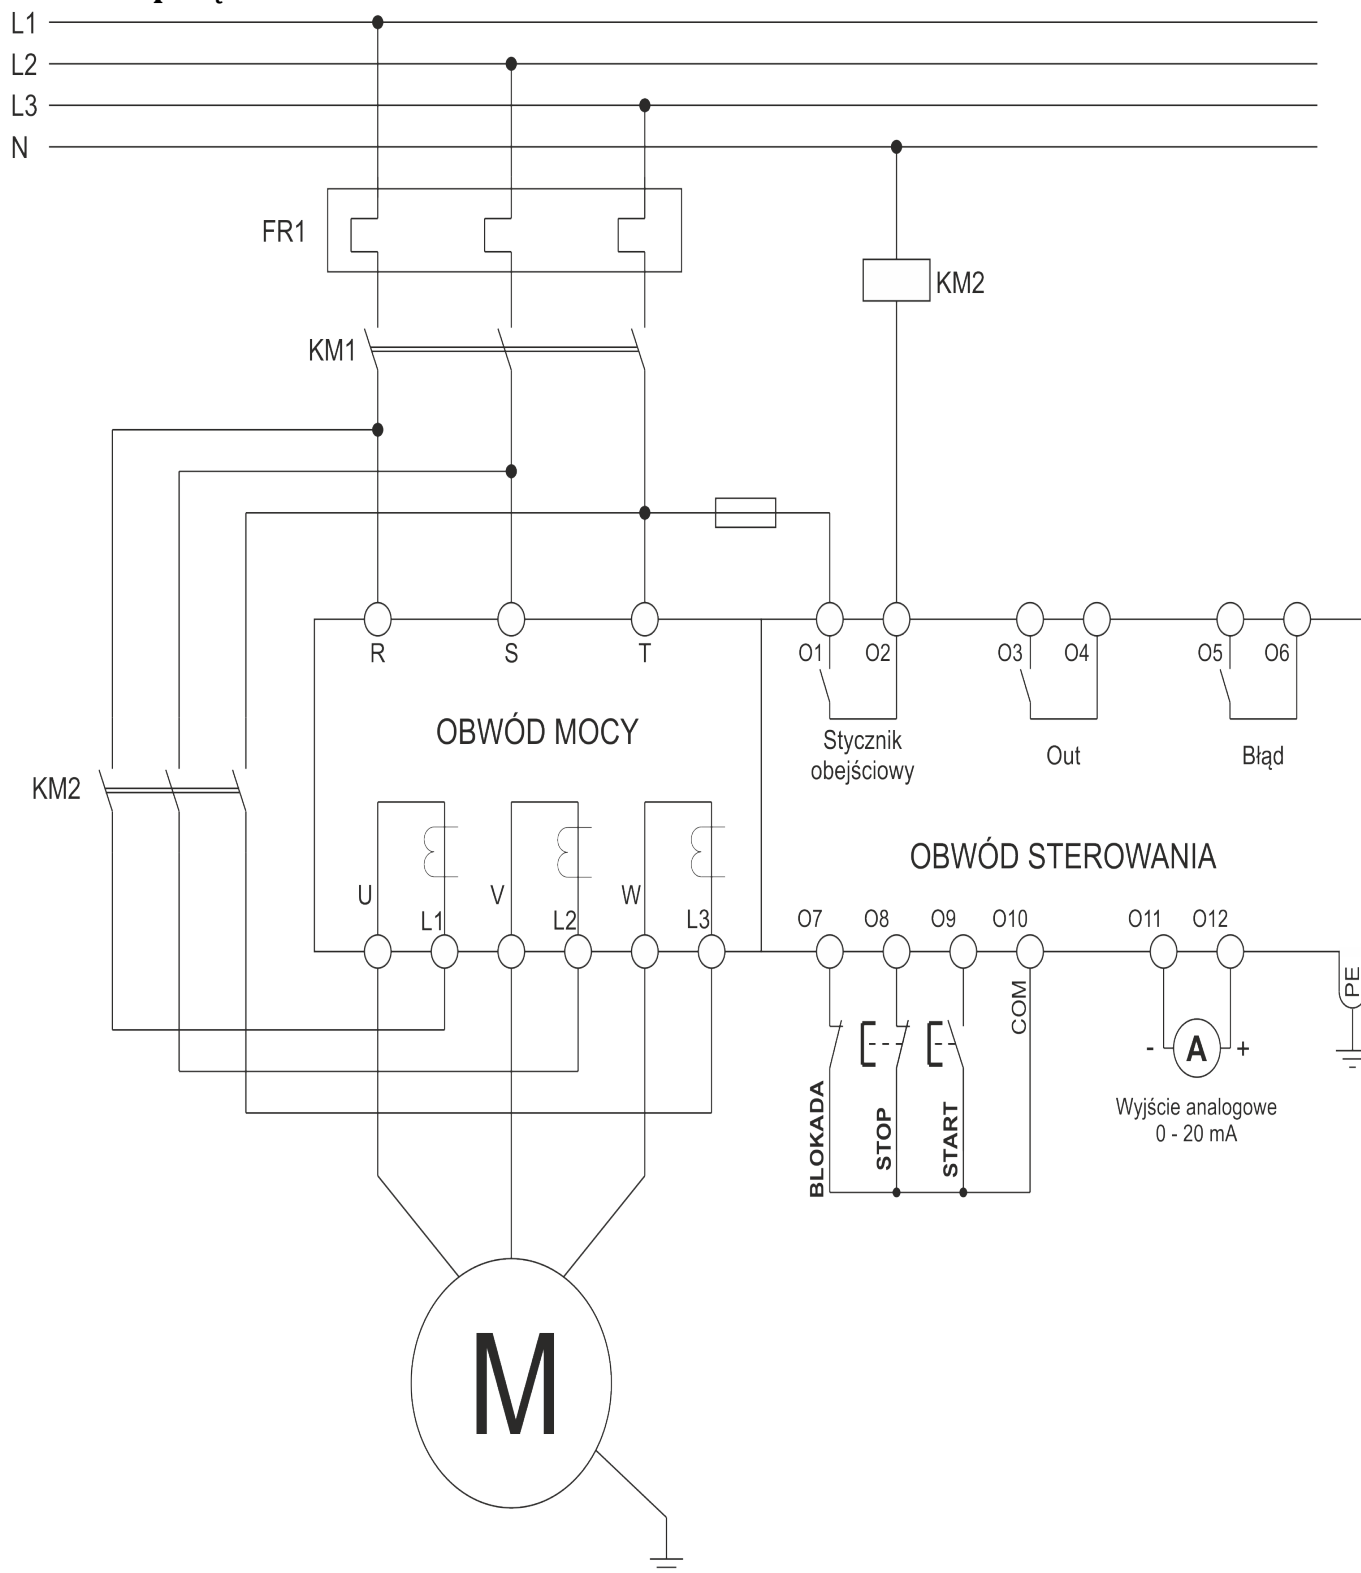 L1
L2
L3
N
FR1
KM2
KM1
R S T O1 O2 O3 O4 O5 O6
OBWÓD MOCY
Stycznik
obejściowy
Out
Błąd
KM2
OBWÓD STEROWANIA
U L1 V L2 W L3
O7 O8 O9 O10 O11 O12
COM
PE
- A +
BLOKADA
STOP
START
Wyjście analogowe
0 - 20 mA
M